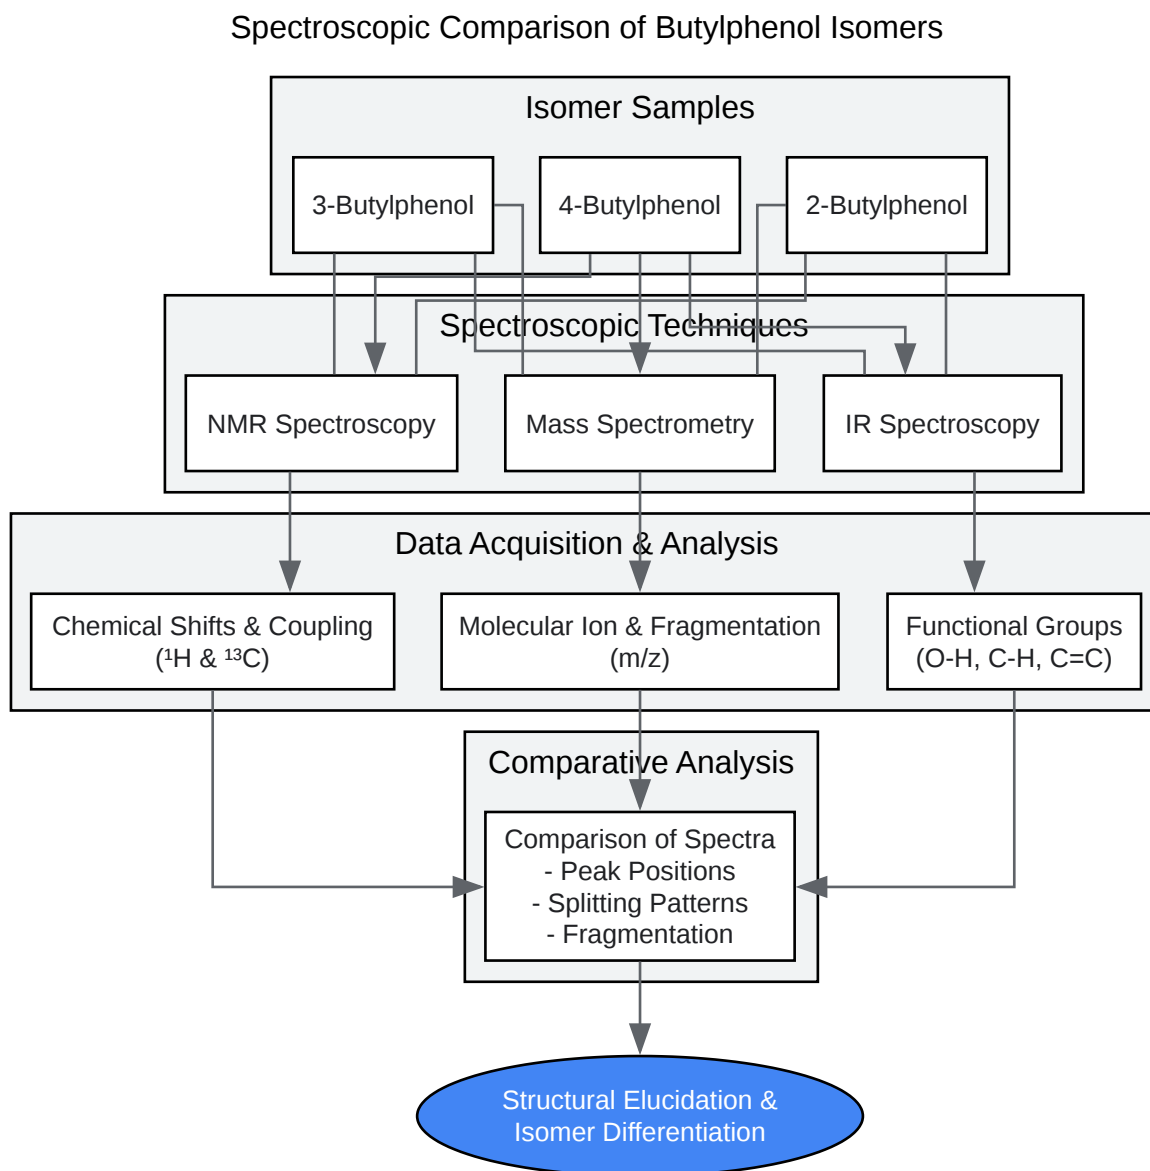 Spectroscopic Comparison of Butylphenol Isomers
Isomer Samples
3-Butylphenol
4-Butylphenol
2-Butylphenol
Spectroscopic Techniques
NMR Spectroscopy
Mass Spectrometry
IR Spectroscopy
Data Acquisition & Analysis
Chemical Shifts & Coupling
(¹H & ¹³C)
Molecular Ion & Fragmentation
(m/z)
Functional Groups
(O-H, C-H, C=C)
Comparative Analysis
Comparison of Spectra
- Peak Positions
- Splitting Patterns
- Fragmentation
Structural Elucidation &
Isomer Differentiation